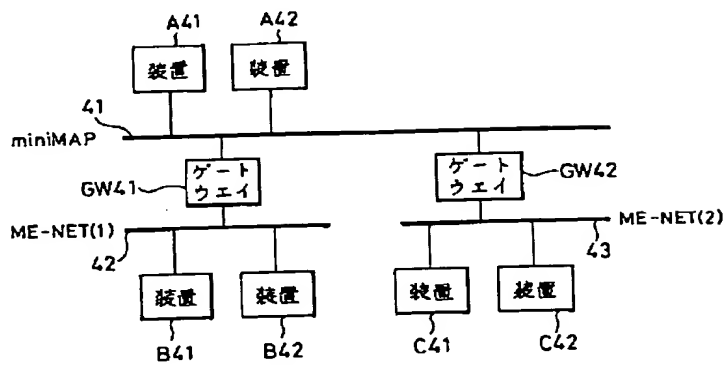 A41
A42
装置
装置
41
miniMAP
ゲート
ウエイ
GW41
ゲート
ウエイ
GW42
ME-NET(1)
42
ME-NET(2)
43
装置
装置
装置
装置
B41
B42
C41
C42